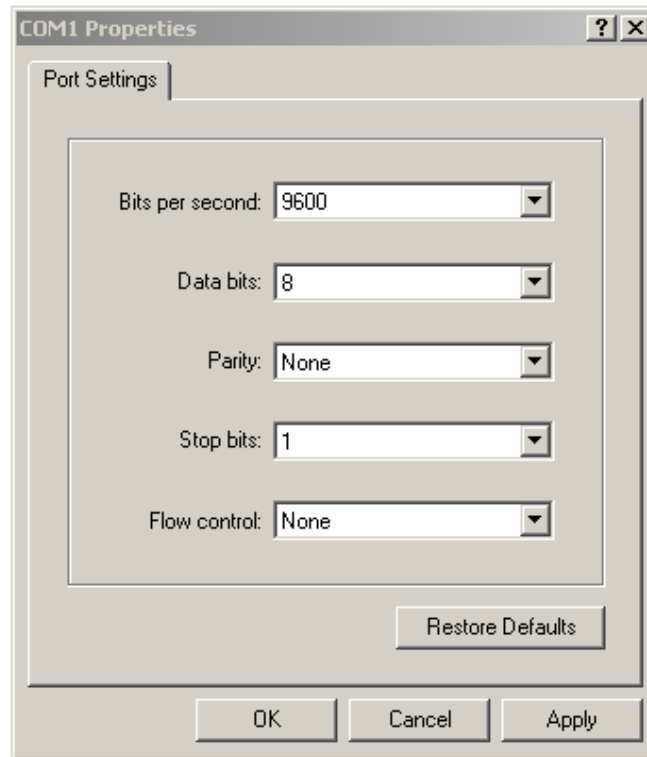 COM1 Properties
Port Settings
Bits per second: 9600
Data bits: 8
Parity: None
Stop bits: 1
Flow control: None
Restore Defaults
OK Cancel Apply